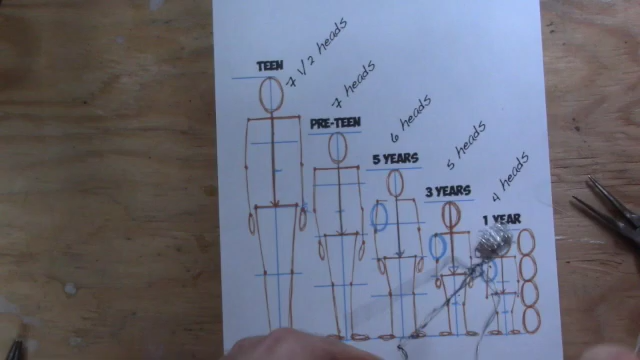 TEEN
7 1/2 heads
PRE-TEEN
7 heads
5 YEARS
6 heads
3 YEARS
5 heads
1 YEAR
4 heads